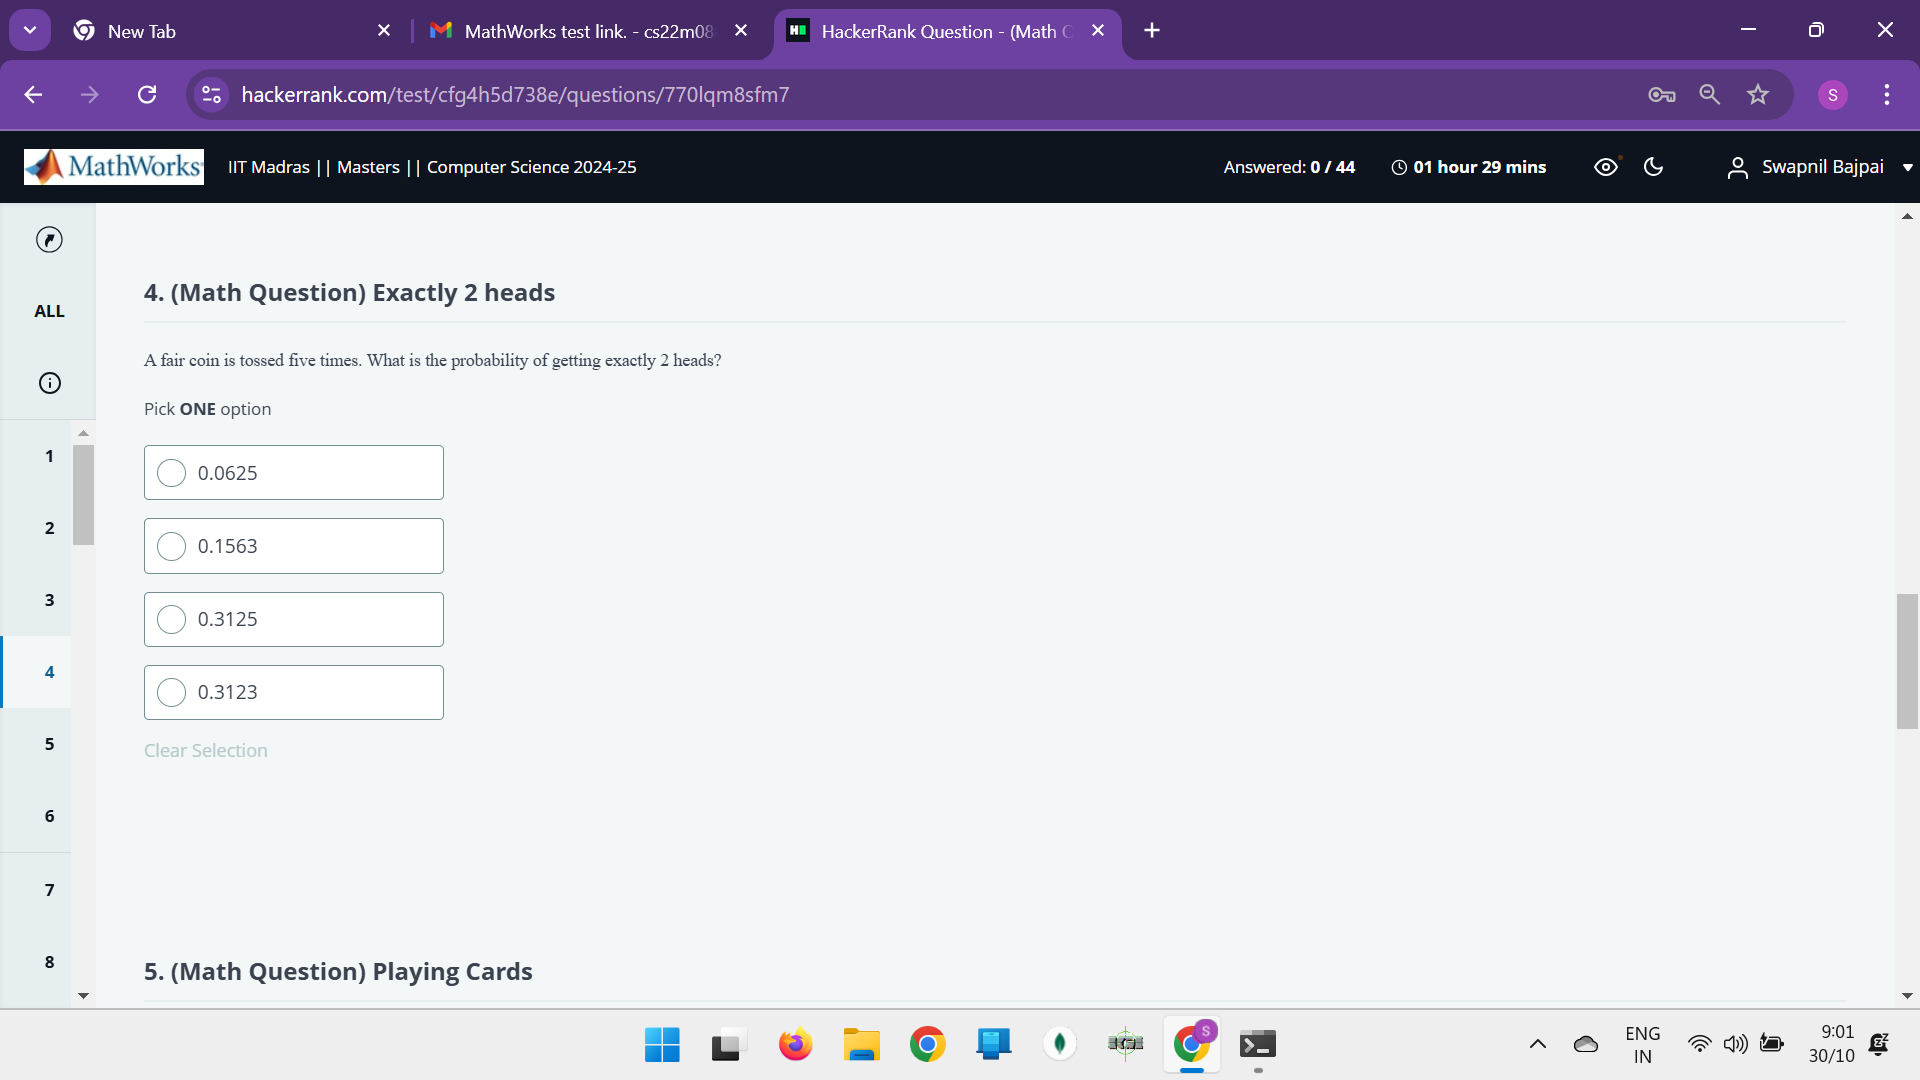 New Tab
MathWorks test link. - cs22m08
HackerRank Question - (Math
hackerrank.com/test/cfg4h5d738e/questions/770lqm8sfm7
S
MathWorks
IIT Madras || Masters || Computer Science 2024-25
Answered: 0 / 44
01 hour 29 mins
Swapnil Bajpai
ALL
1
2
3
4
5
6
7
8
4. (Math Question) Exactly 2 heads
A fair coin is tossed five times. What is the probability of getting exactly 2 heads?
Pick ONE option
0.0625
0.1563
0.3125
0.3123
Clear Selection
5. (Math Question) Playing Cards
S
ENG
IN
9:01
30/10